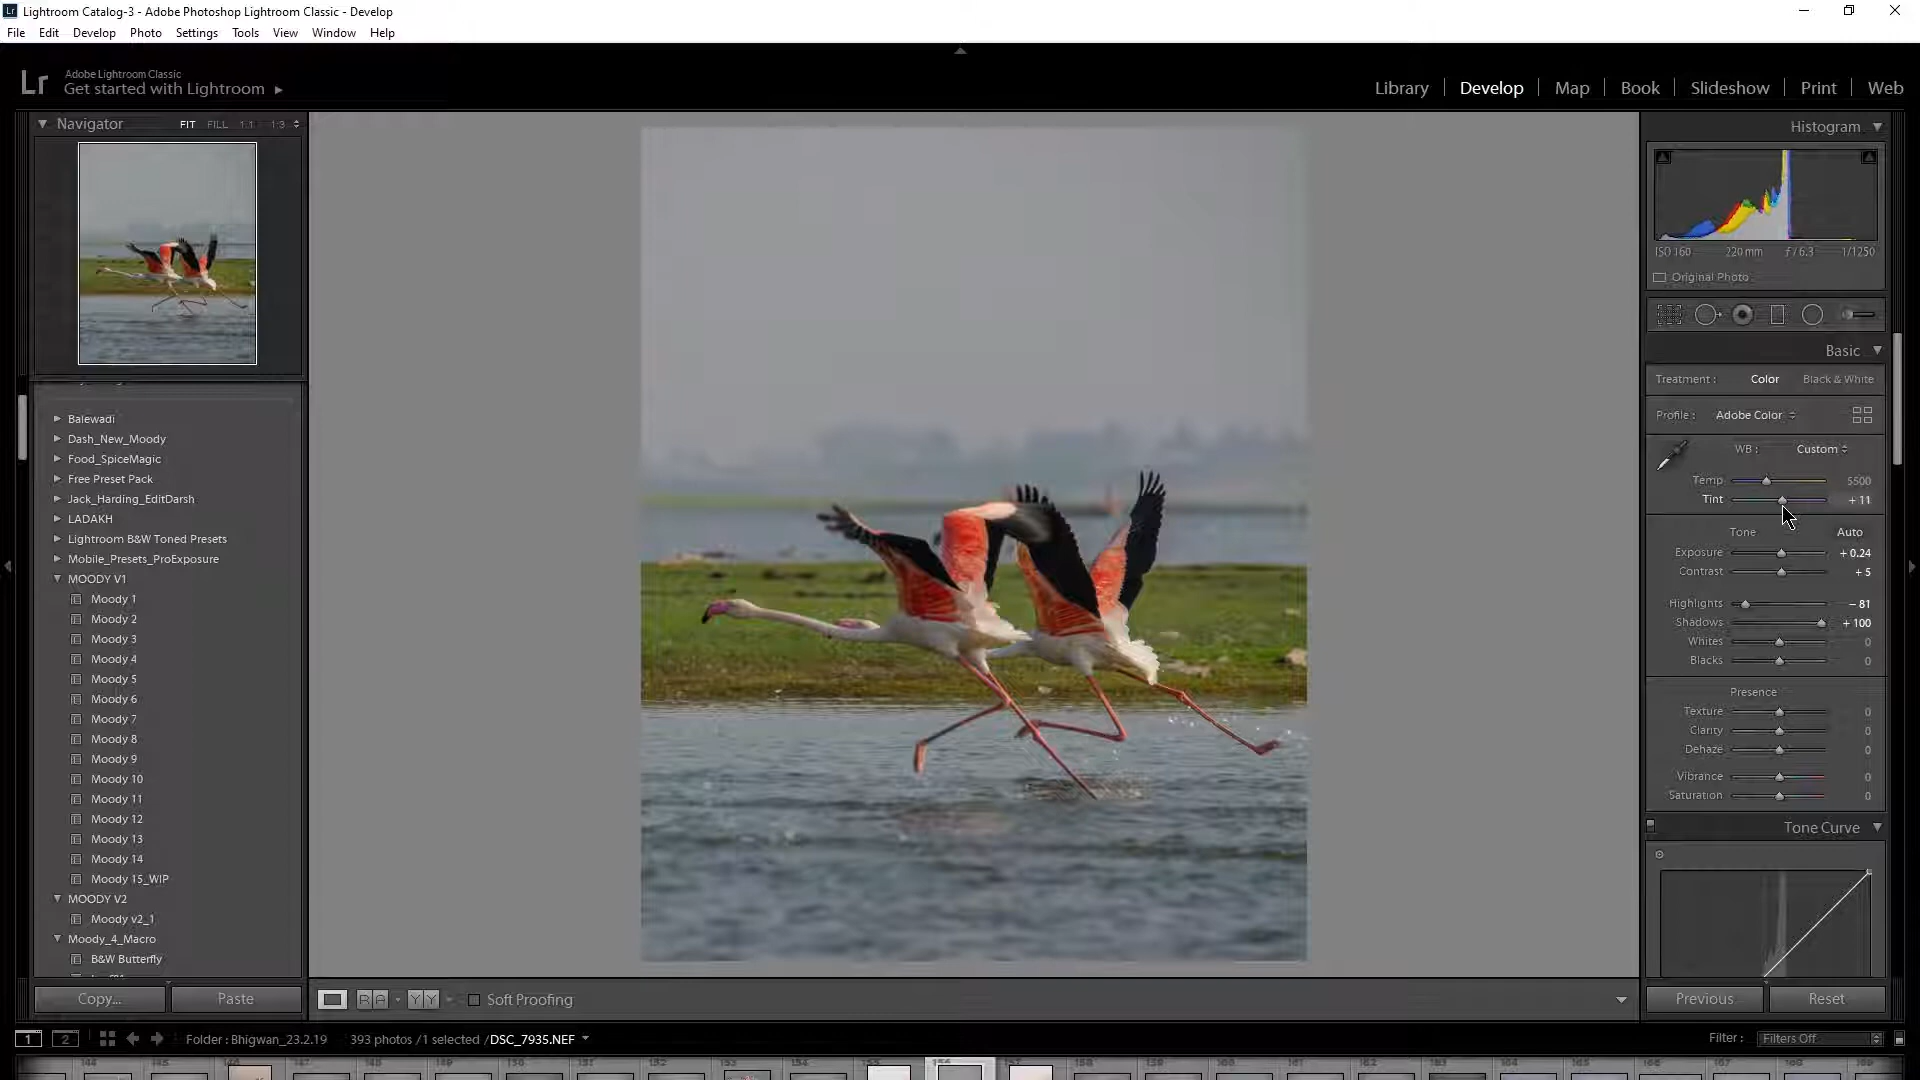 Lightroom Catalog-3 - Adobe Photoshop Lightroom Classic - Develop
File Edit Develop Photo Settings Tools View Window Help
Lr Adobe Lightroom Classic
Get started with Lightroom
Library Develop Map Book Slideshow Print Web
Navigator FIT FILL 1:1 1:3
Histogram
ISO 160 220 mm ƒ / 6.3 1/1250
Original Photo
Basic
Treatment : Color Black & White
Profile : Adobe Color
WB : Custom
Temp 5500
Tint + 11
Tone Auto
Exposure + 0.24
Contrast + 5
Highlights – 81
Shadows + 100
Whites 0
Blacks 0
Presence
Texture 0
Clarity 0
Dehaze 0
Vibrance 0
Saturation 0
Tone Curve
Balewadi
Dash_New_Moody
Food_SpiceMagic
Free Preset Pack
Jack_Harding_EditDarsh
LADAKH
Lightroom B&W Toned Presets
Mobile_Presets_ProExposure
MOODY V1
Moody 1
Moody 2
Moody 3
Moody 4
Moody 5
Moody 6
Moody 7
Moody 8
Moody 9
Moody 10
Moody 11
Moody 12
Moody 13
Moody 14
Moody 15_WIP
MOODY V2
Moody v2_1
Moody_4_Macro
B&W Butterfly
Copy... Paste
R A Y Y Soft Proofing
Previous Reset
1 2 Folder : Bhigwan_23.2.19 393 photos / 1 selected / DSC_7935.NEF
Filter : Filters Off